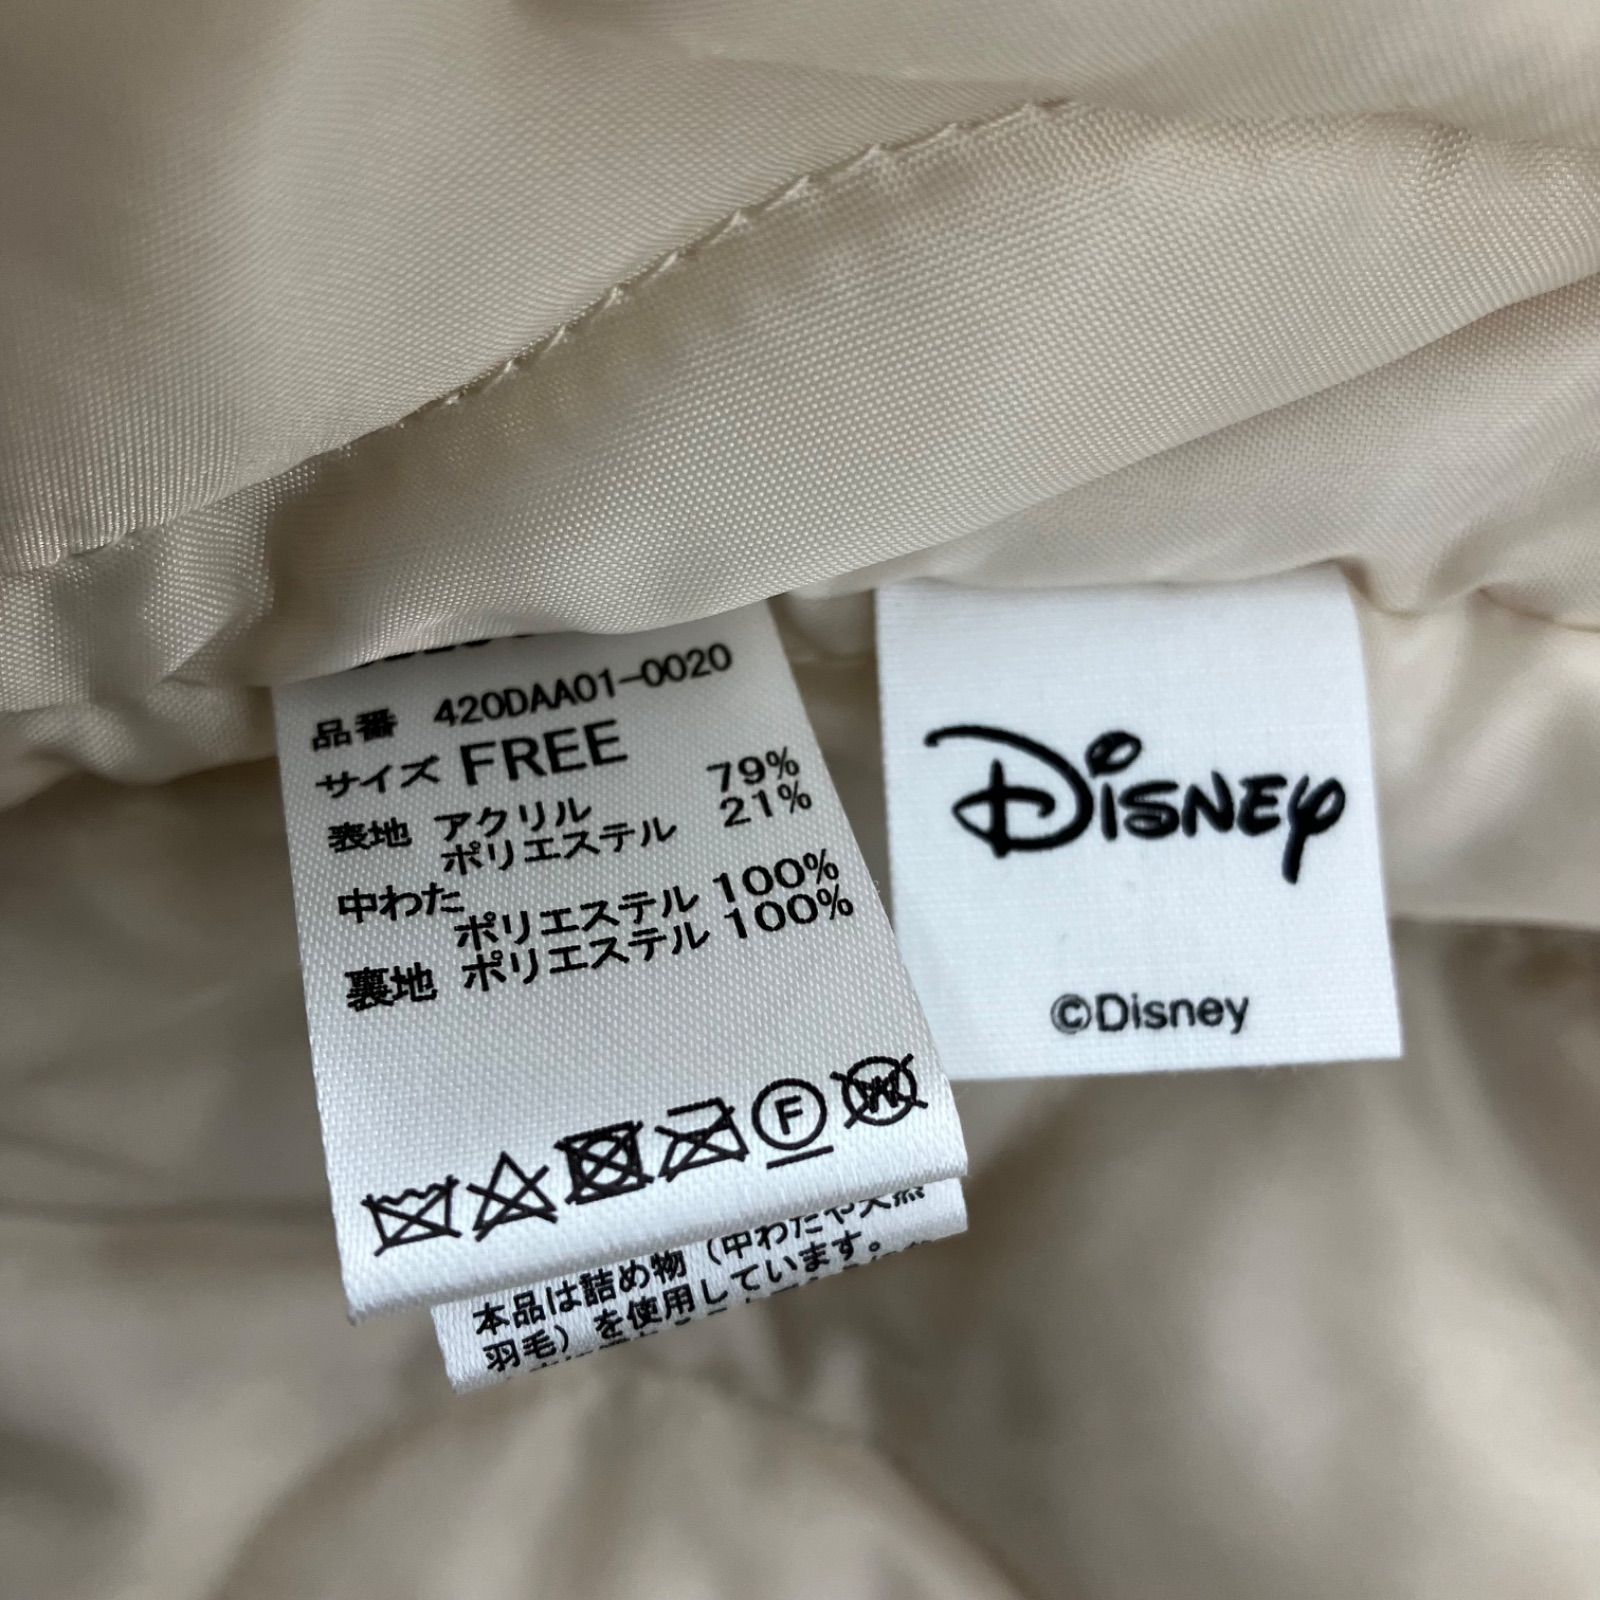 品番 420DAA01-0020
サイズ FREE
表地 アクリル 79%
ポリエステル 21%
中わた
ポリエステル 100%
裏地 ポリエステル 100%
F
W
本品は詰め物（中わたや天然
羽毛）を使用しています。
Disney
©Disney